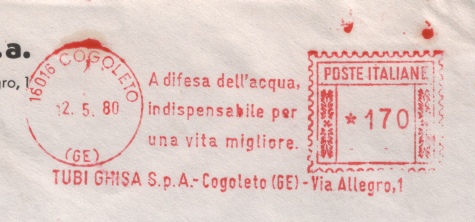 .a.
ro, 1
16016 COGOLETO
12. 5. 80
(GE)
A difesa dell'acqua,
indispensabile per
una vita migliore.
POSTE ITALIANE
*170
TUBI GHISA S.p.A.- Cogoleto (GE) - Via Allegro,1